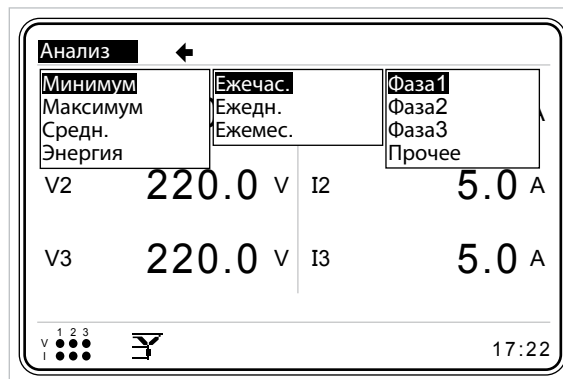 Анализ
Минимум Ежечас. Фаза1
Максимум Ежедн. Фаза2
Средн. Ежемес. Фаза3
Энергия Прочее
V2 220.0 V I2 5.0 A
V3 220.0 V I3 5.0 A
1 2 3
V
I 17:22